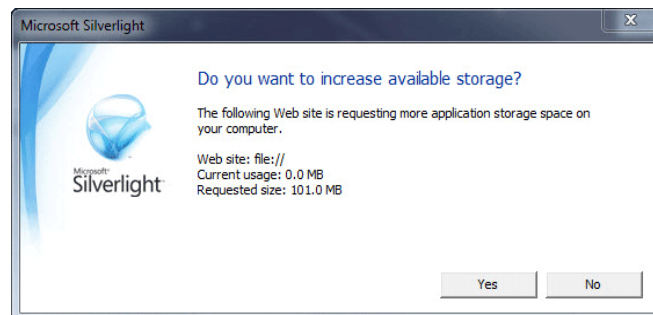 Microsoft Silverlight
X
Do you want to increase available storage?
The following Web site is requesting more application storage space on
your computer.
Web site: file://
Current usage: 0.0 MB
Requested size: 101.0 MB
Microsoft
Silverlight
Yes
No